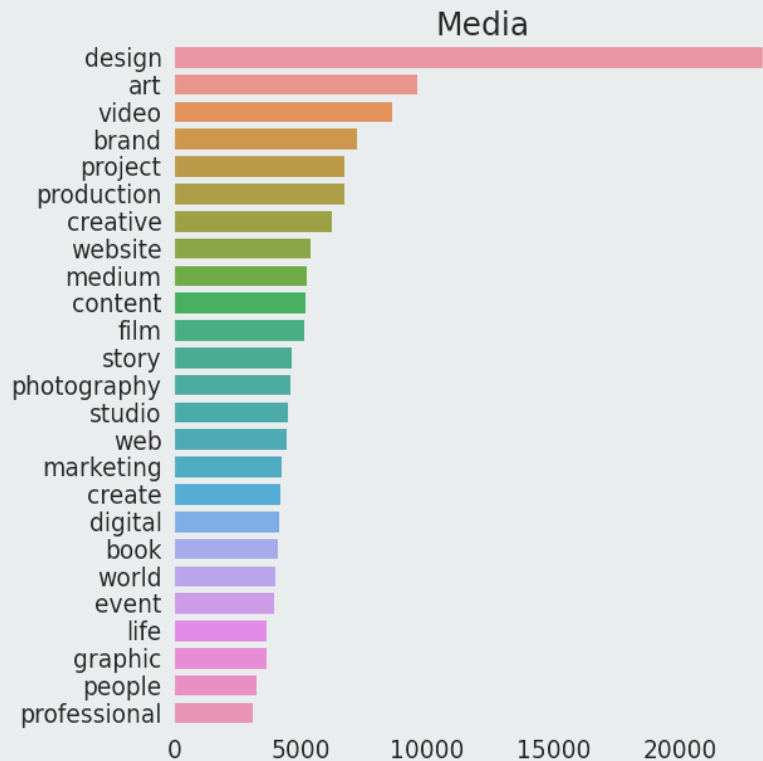 Media
design
art
video
brand
project
production
creative
website
medium
content
film
story
photography
studio
web
marketing
create
digital
book
world
event
life
graphic
people
professional
0 5000 10000 15000 20000